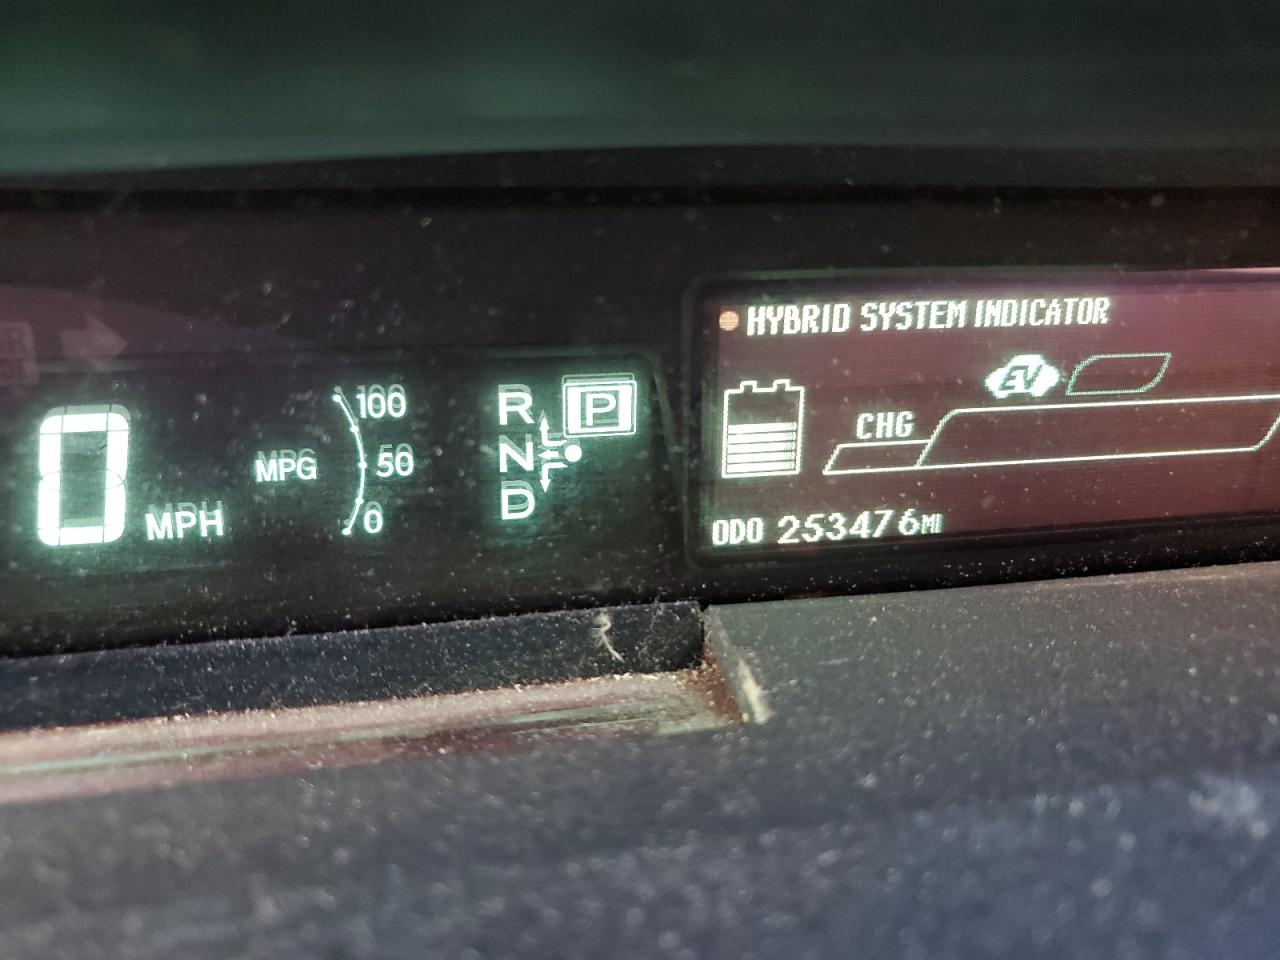 0 MPH
MPG
100
50
0
R
N
D
P
HYBRID SYSTEM INDICATOR
EV
CHG
ODO 253476MI